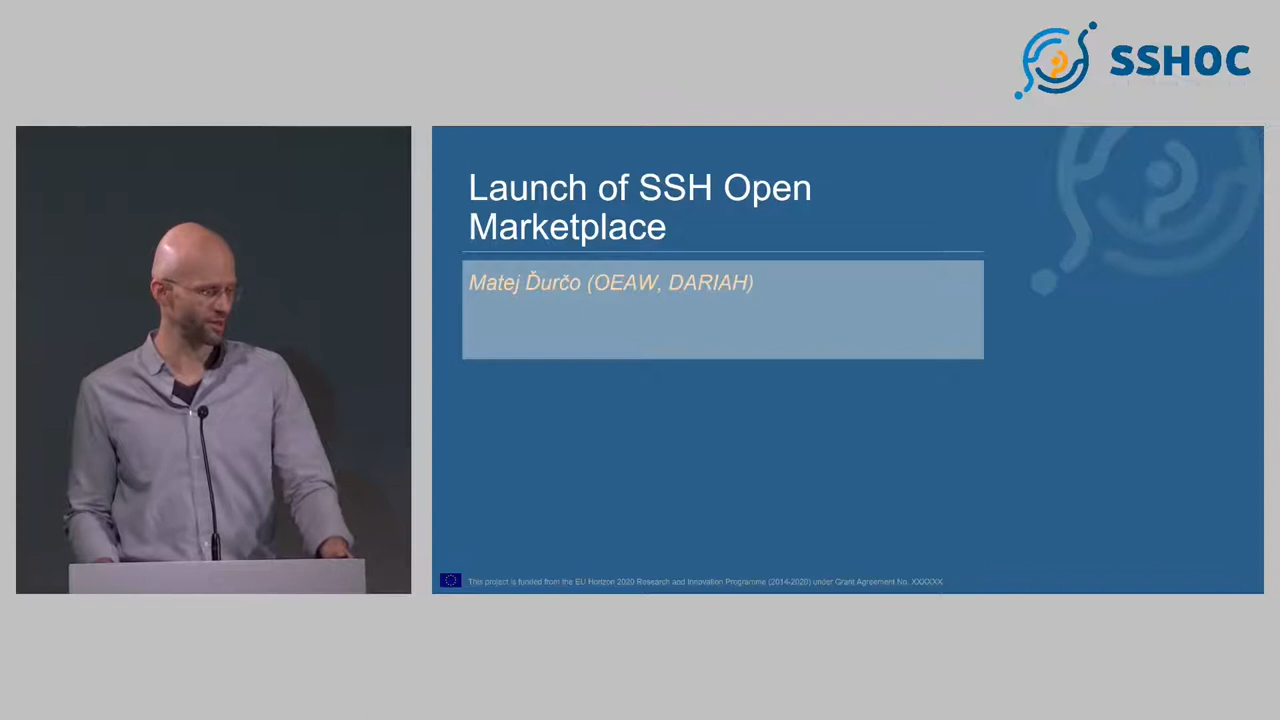 SSHOC
Launch of SSH Open
Marketplace
Matej Ďurčo (OEAW, DARIAH)
This project is funded from the EU Horizon 2020 Research and Innovation Programme (2014-2020) under Grant Agreement No. XXXXXX